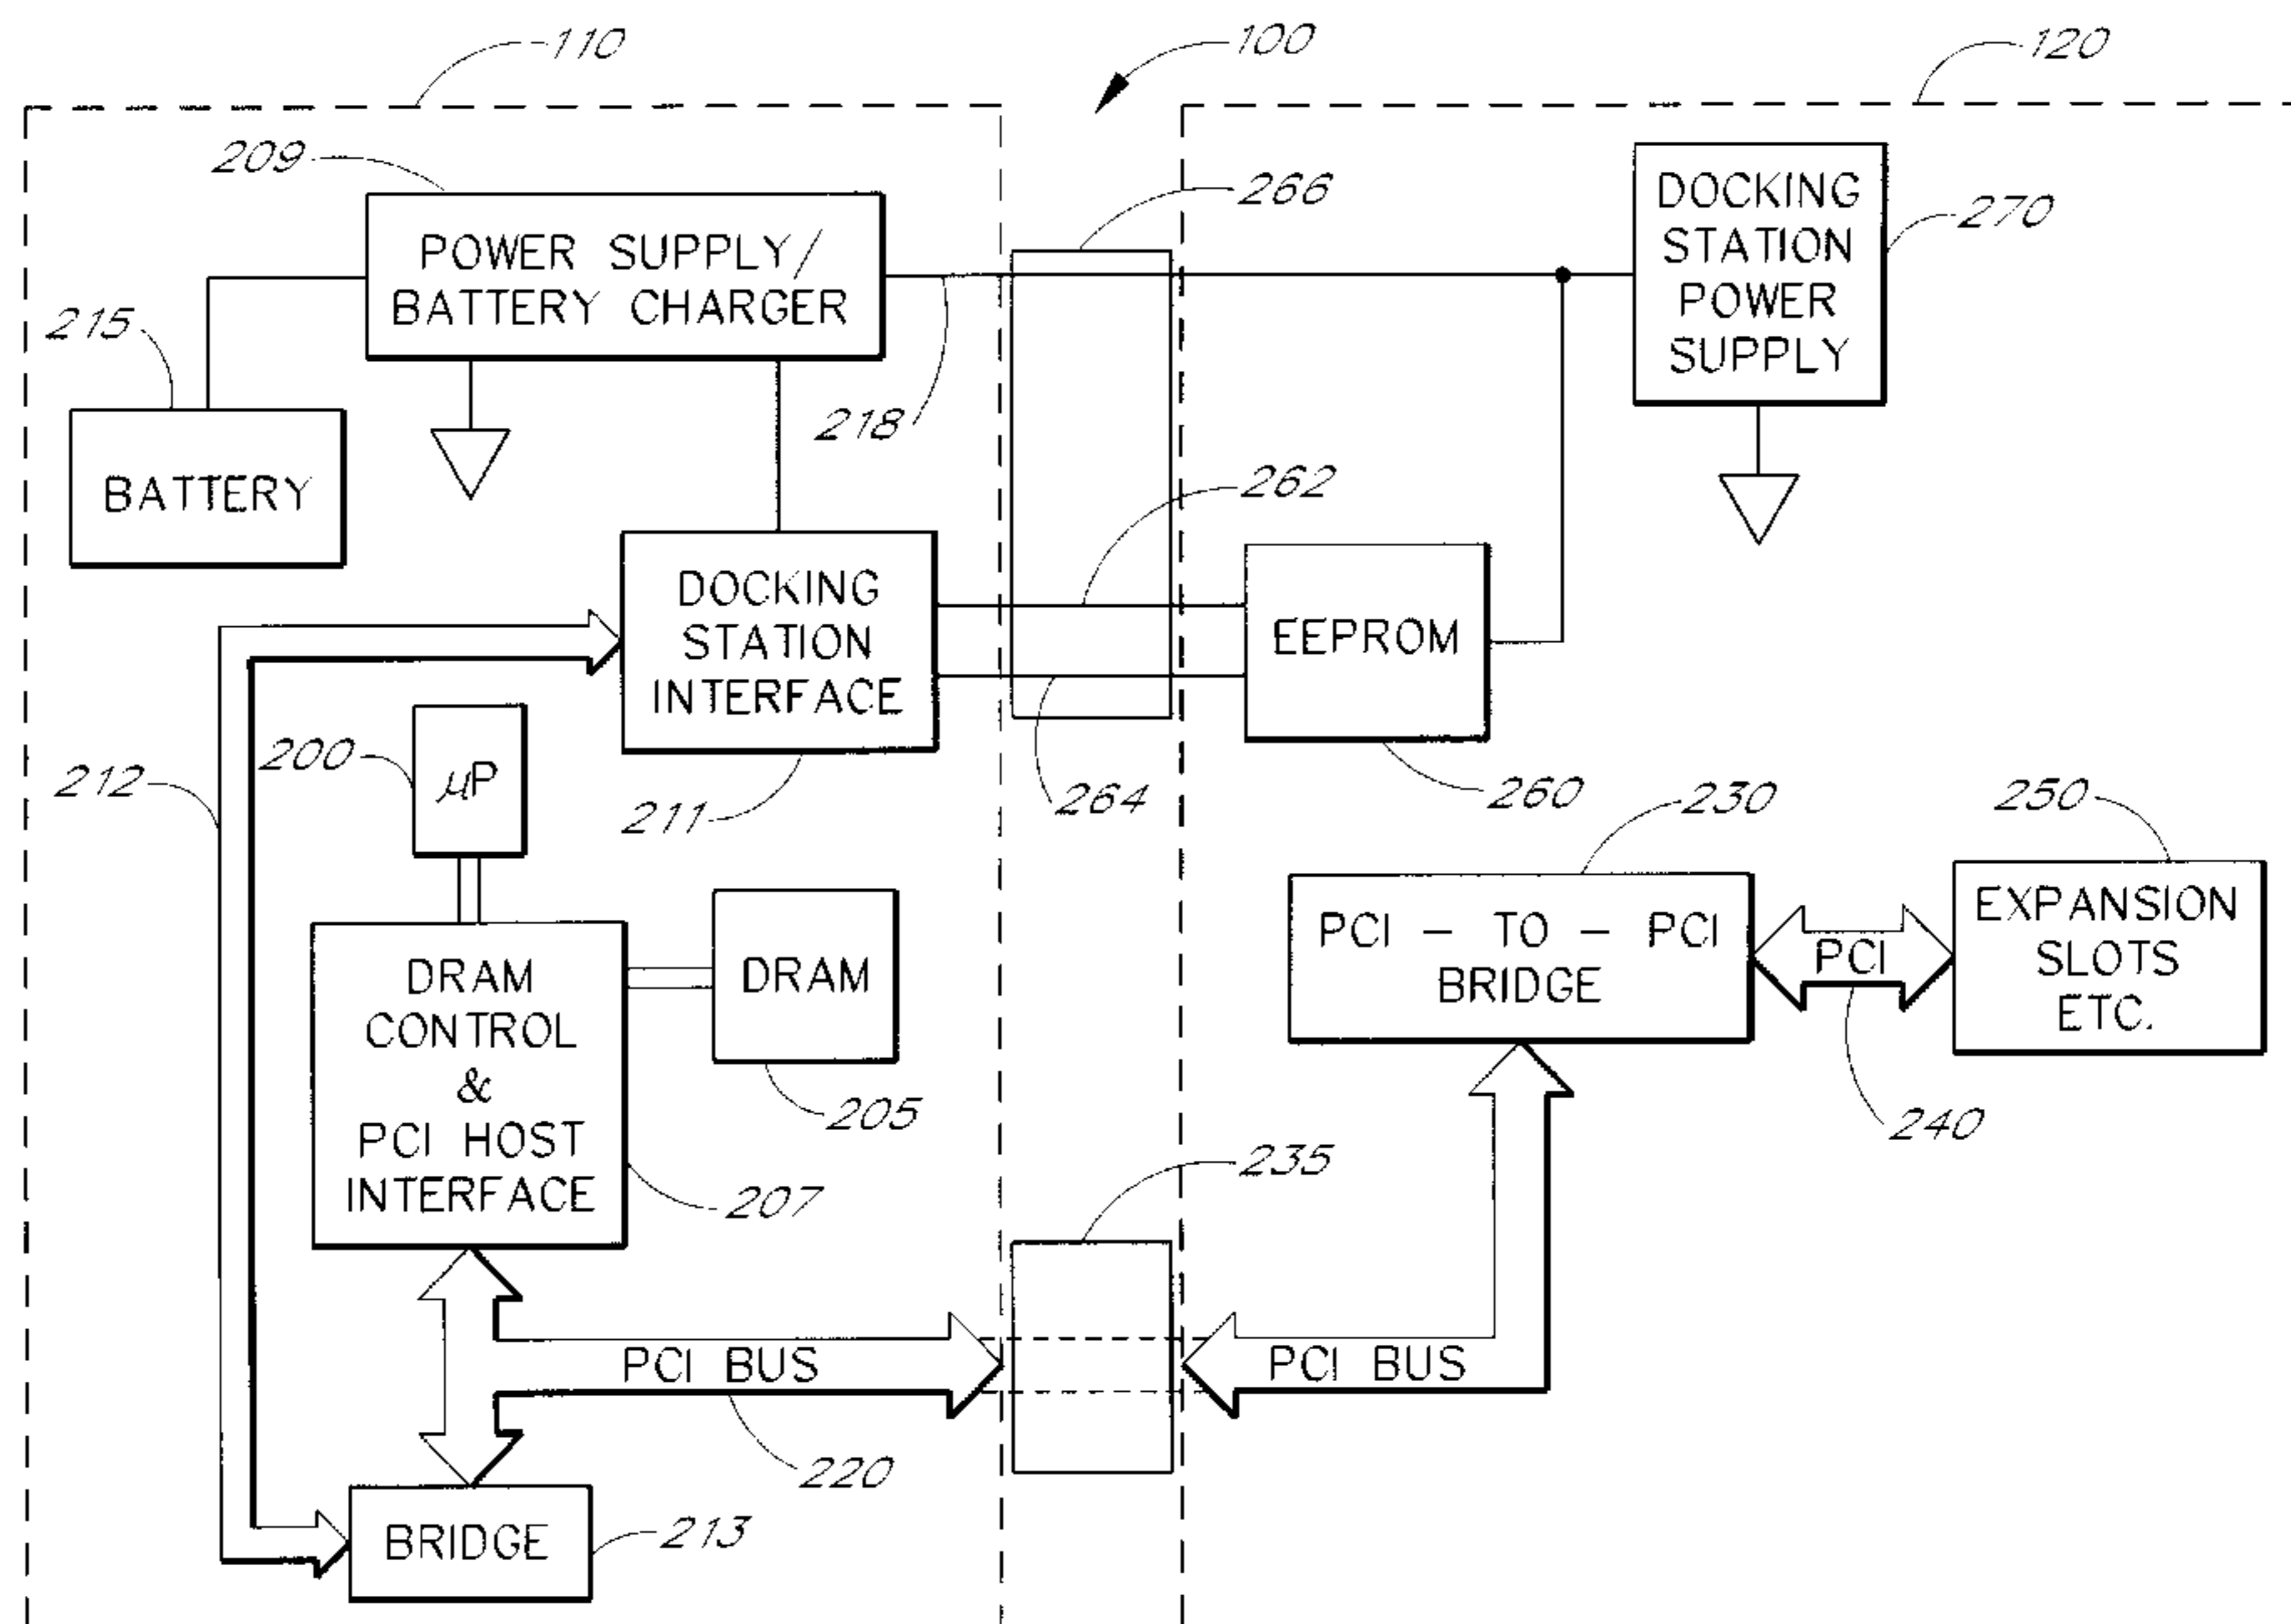 110
100
120
209
266
POWER SUPPLY/
BATTERY CHARGER
DOCKING
STATION
POWER
SUPPLY
270
215
218
BATTERY
262
DOCKING
STATION
INTERFACE
EEPROM
200
μP
212
211
264
260
230
250
DRAM
CONTROL
&
PCI HOST
INTERFACE
DRAM
PCI - TO - PCI
BRIDGE
PCI
EXPANSION
SLOTS
ETC.
205
240
207
235
PCI BUS
PCI BUS
220
BRIDGE
213